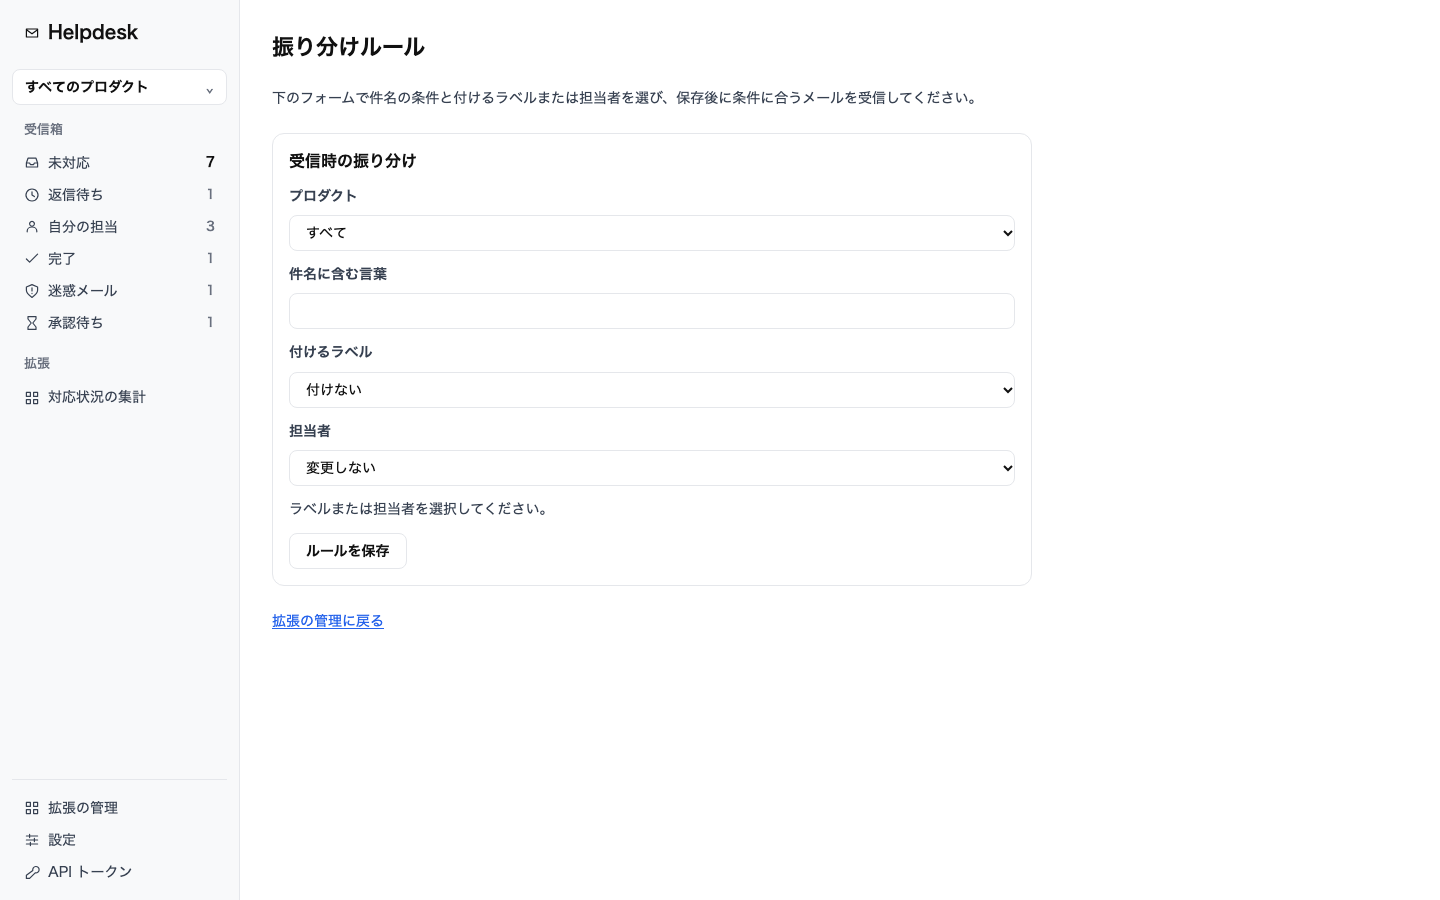 Helpdesk
すべてのプロダクト
受信箱
未対応 7
返信待ち 1
自分の担当 3
完了 1
迷惑メール 1
承認待ち 1
拡張
対応状況の集計
拡張の管理
設定
API トークン
振り分けルール
下のフォームで件名の条件と付けるラベルまたは担当者を選び、保存後に条件に合うメールを受信してください。
受信時の振り分け
プロダクト
すべて
件名に含む言葉
付けるラベル
付けない
担当者
変更しない
ラベルまたは担当者を選択してください。
ルールを保存
拡張の管理に戻る